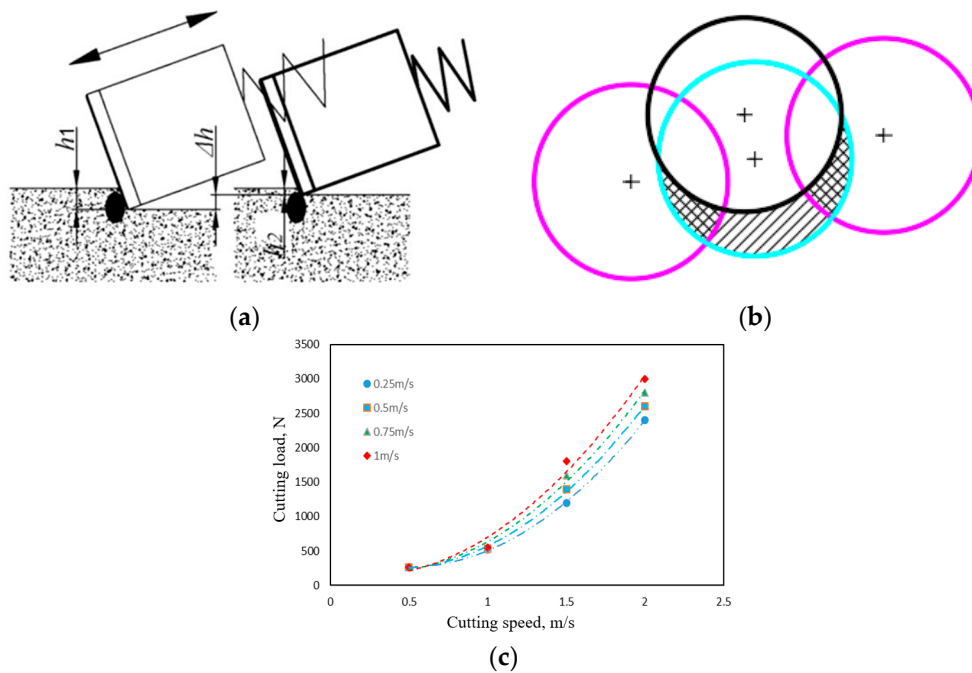 h1
Δh
h2
(a)
(b)
3500
3000
2500
2000
1500
1000
500
0
0
0.5
1
1.5
2
2.5
Cutting load, N
Cutting speed, m/s
0.25m/s
0.5m/s
0.75m/s
1m/s
(c)